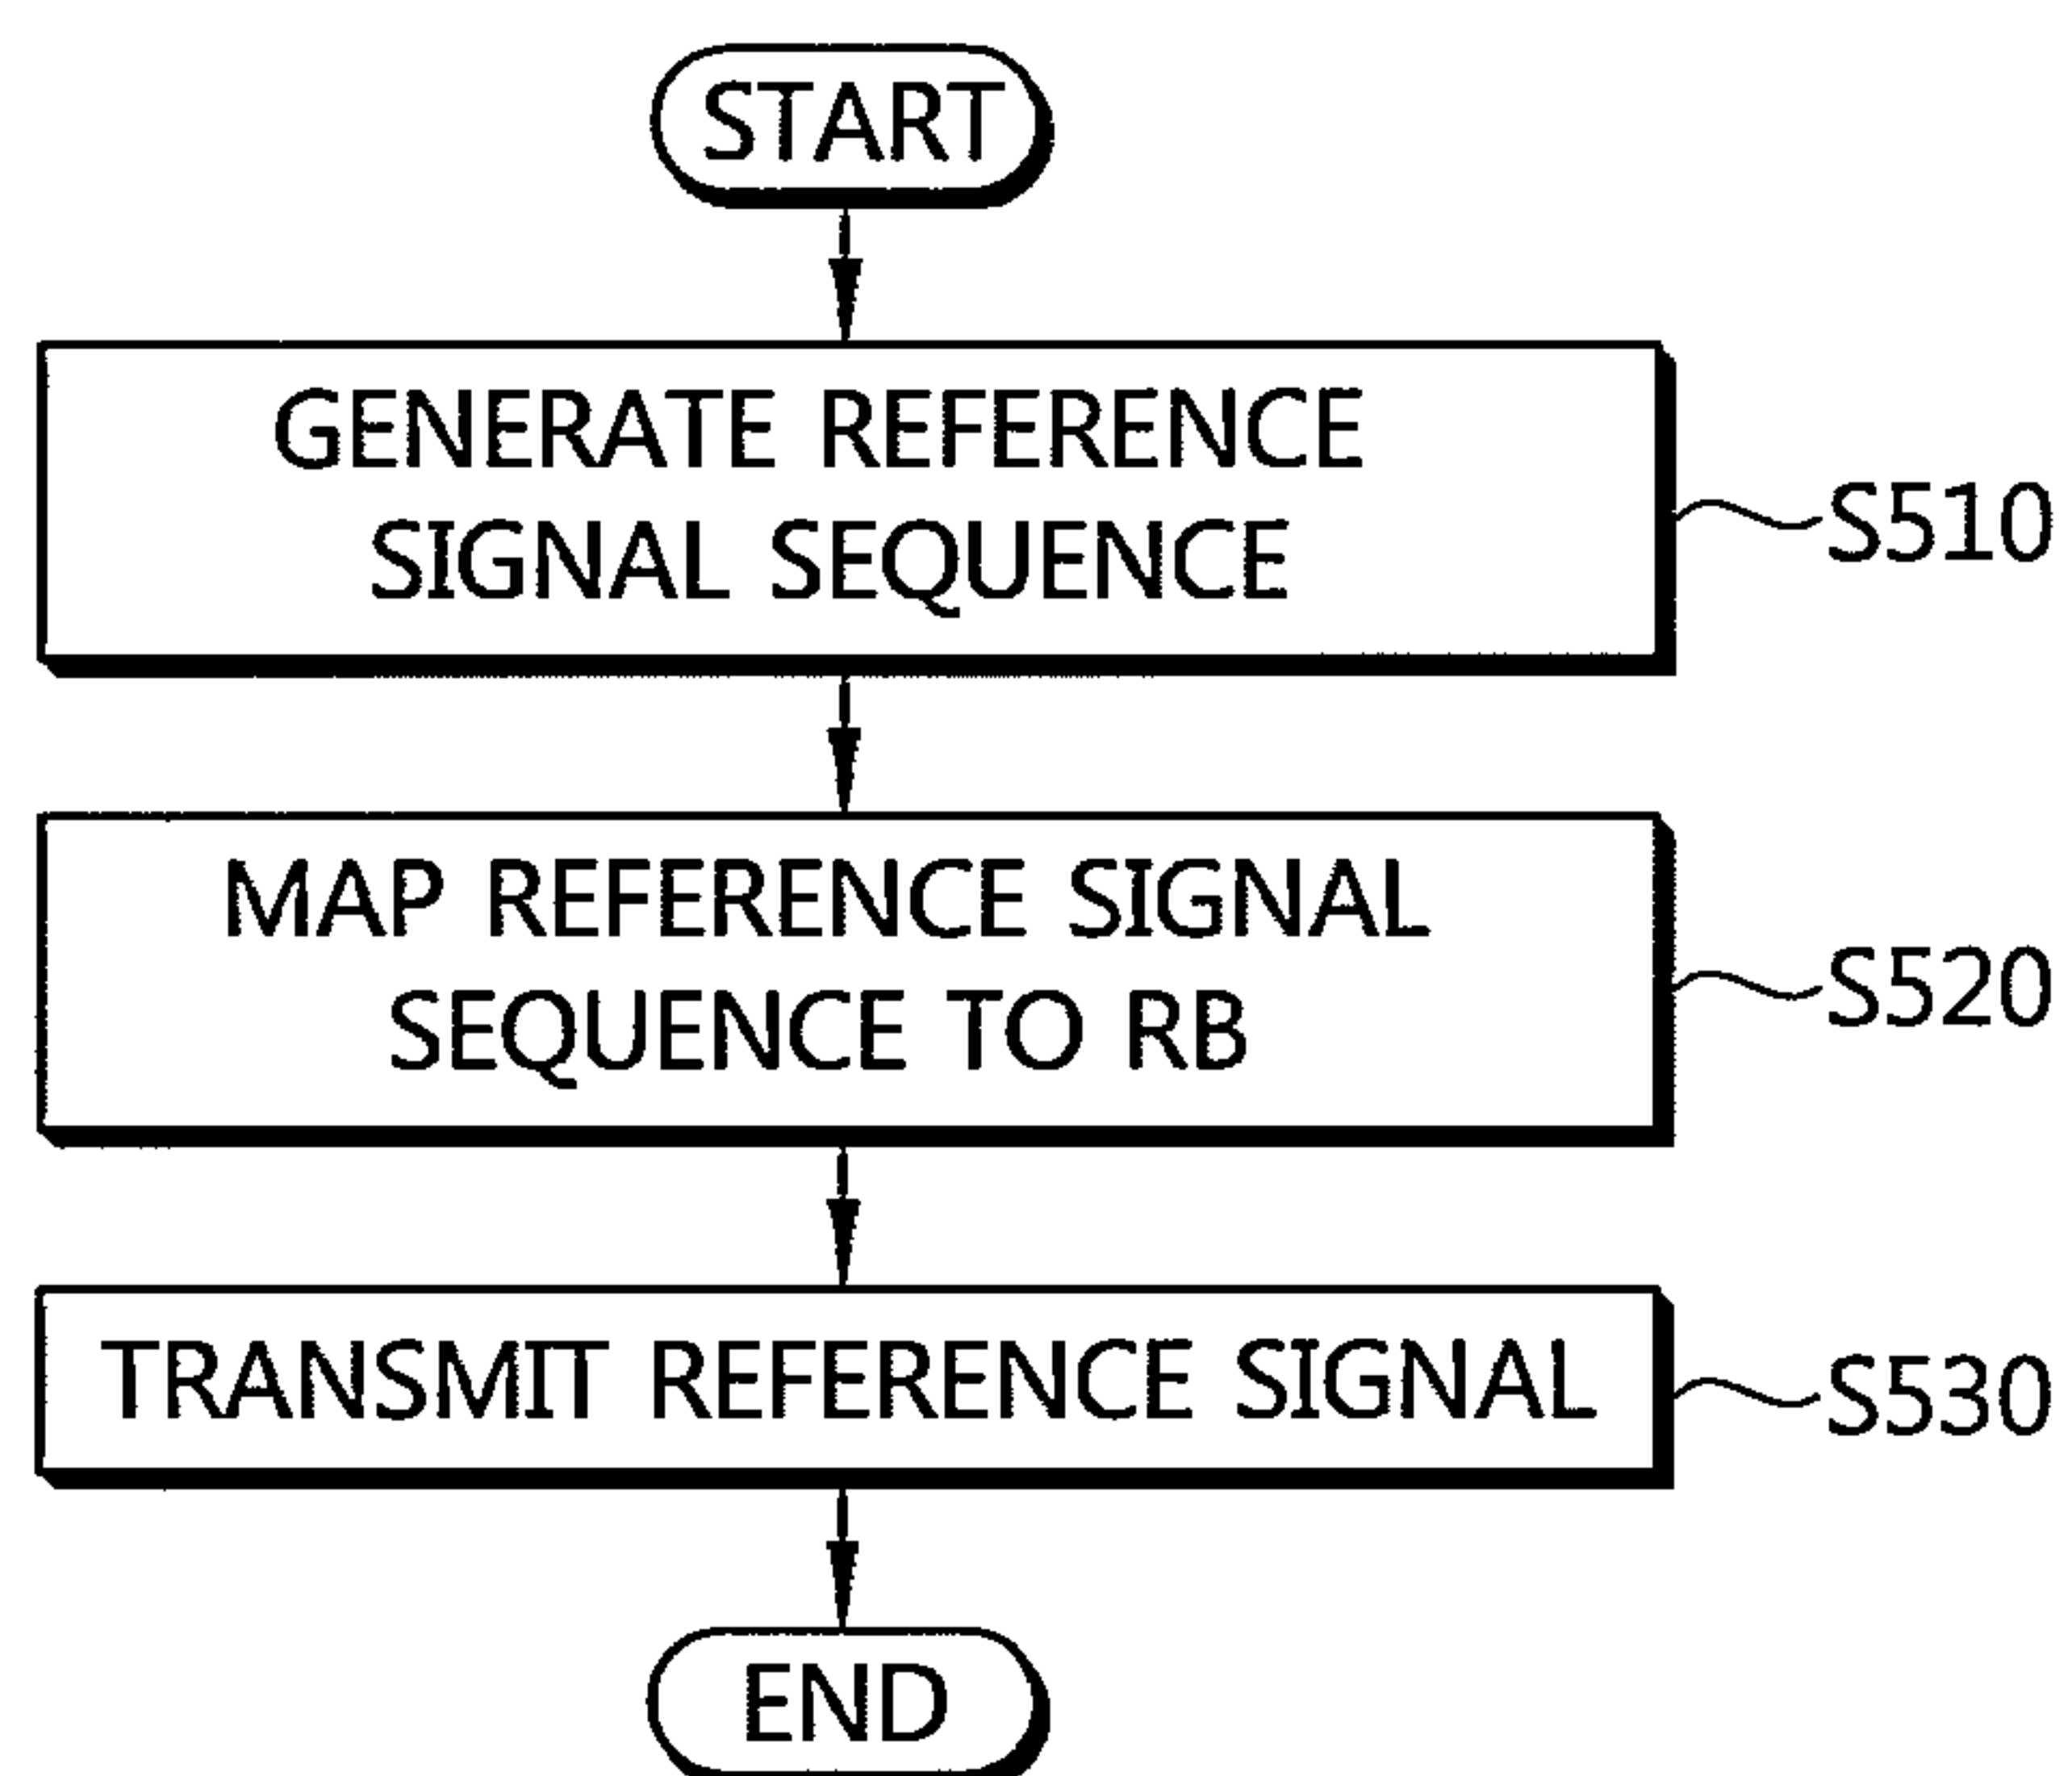 START
GENERATE REFERENCE
SIGNAL SEQUENCE
S510
MAP REFERENCE SIGNAL
SEQUENCE TO RB
S520
TRANSMIT REFERENCE SIGNAL
S530
END